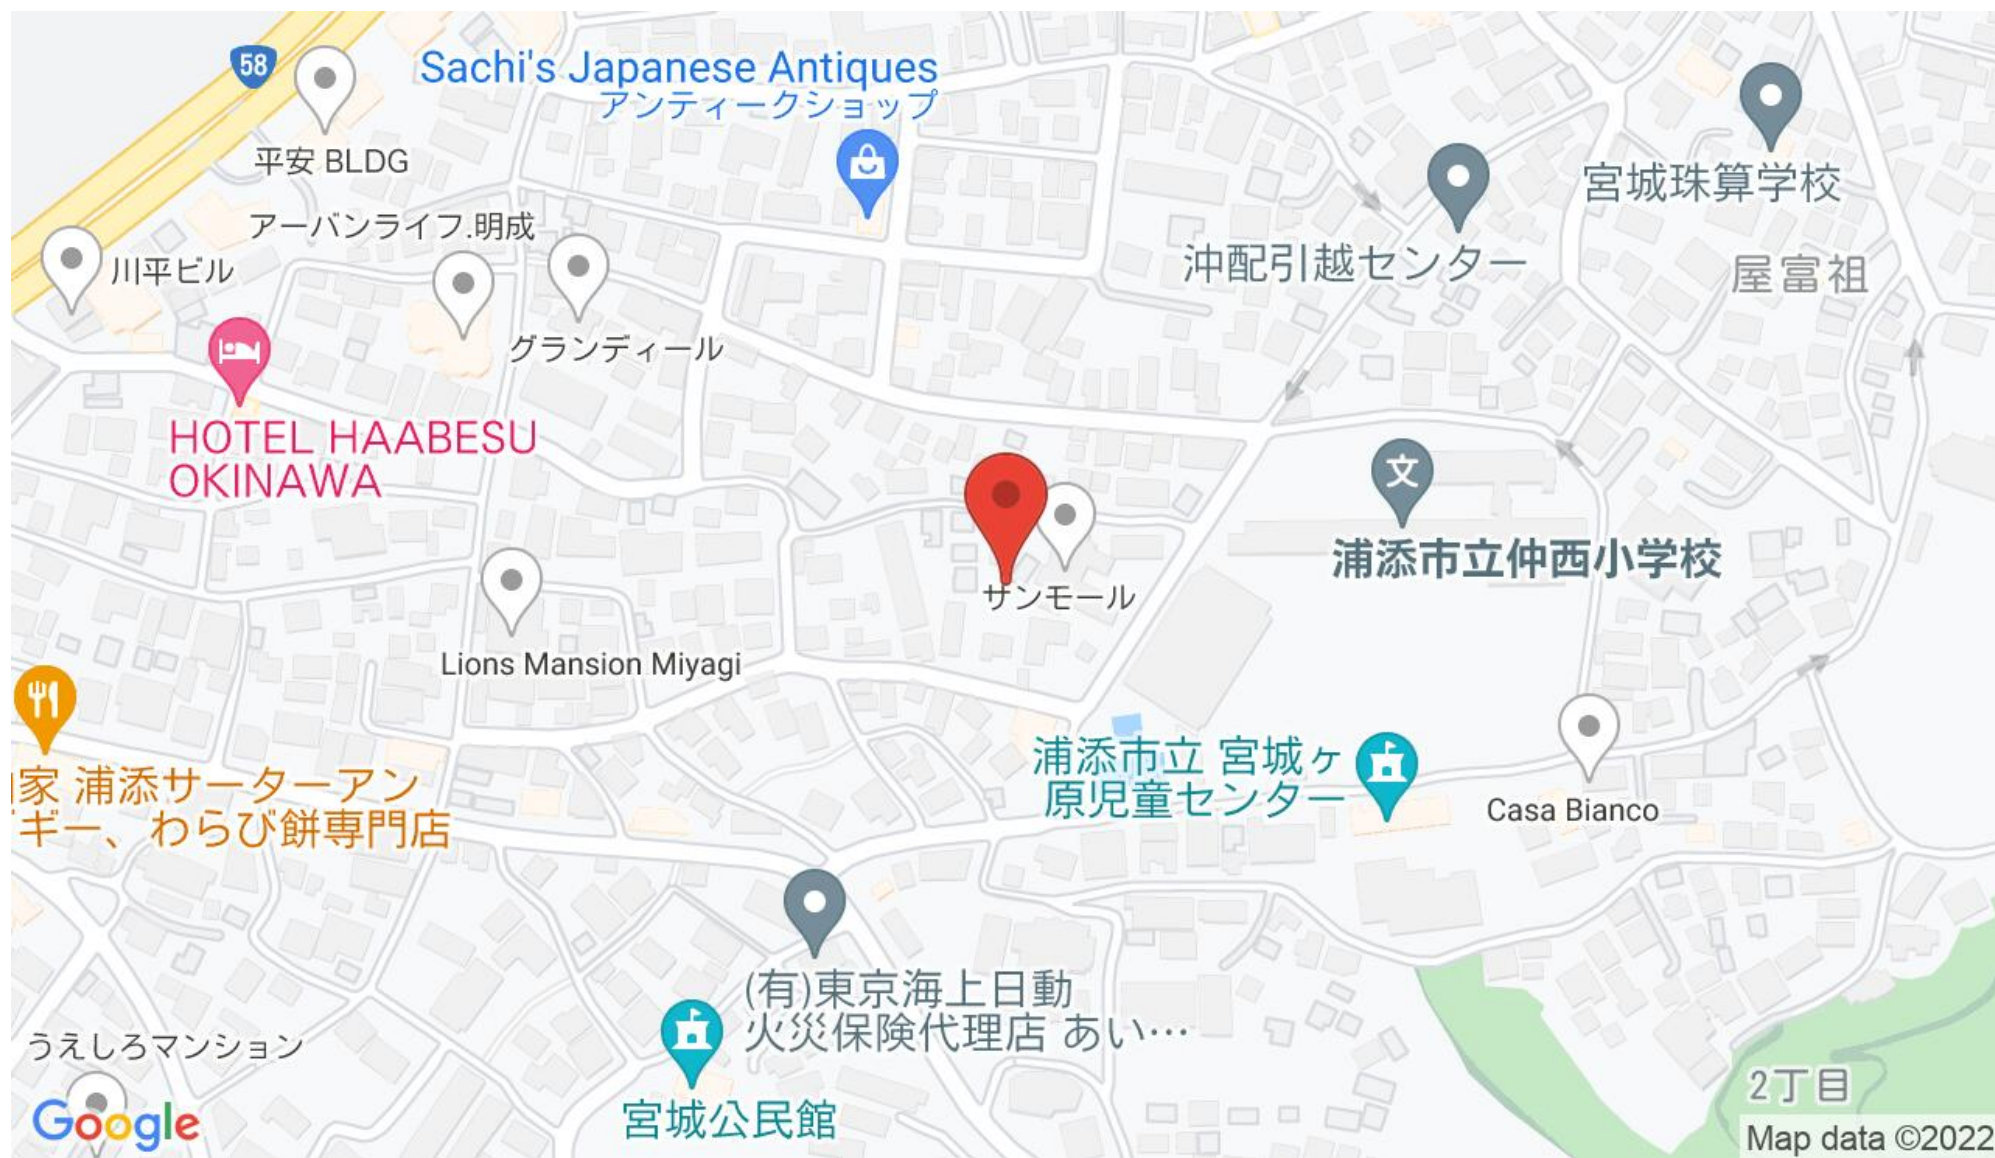 58
Sachi's Japanese Antiques
アンティークショップ
平安 BLDG
宮城珠算学校
アーバンライフ.明成
川平ビル
沖配引越センター
屋富祖
グランディール
HOTEL HAABESU
OKINAWA
文
浦添市立仲西小学校
サンモール
Lions Mansion Miyagi
浦添市立 宮城ヶ
原児童センター
家 浦添サーターアン
ギー、わらび餅専門店
Casa Bianco
(有)東京海上日動
火災保険代理店 あい…
うえしろマンション
宮城公民館
2丁目
Google
Map data ©2022